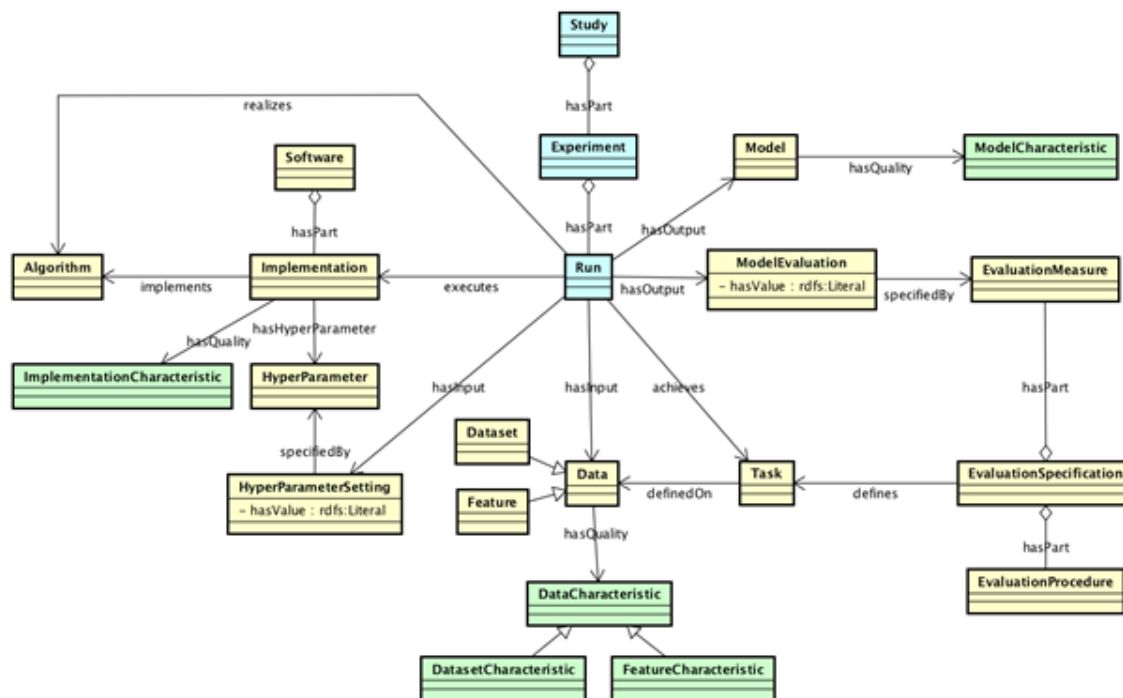 Study
hasPart
realizes
Experiment
Model
ModelCharacteristic
Software
hasQuality
hasPart
hasPart
hasOutput
Algorithm
Implementation
Run
ModelEvaluation
- hasValue : rdfs:Literal
EvaluationMeasure
implements
executes
hasOutput
specifiedBy
hasHyperParameter
hasQuality
ImplementationCharacteristic
HyperParameter
hasInput
hasInput
achieves
hasPart
Dataset
specifiedBy
Data
Task
EvaluationSpecification
HyperParameterSetting
- hasValue : rdfs:Literal
Feature
definedOn
defines
hasQuality
hasPart
EvaluationProcedure
DataCharacteristic
DatasetCharacteristic
FeatureCharacteristic